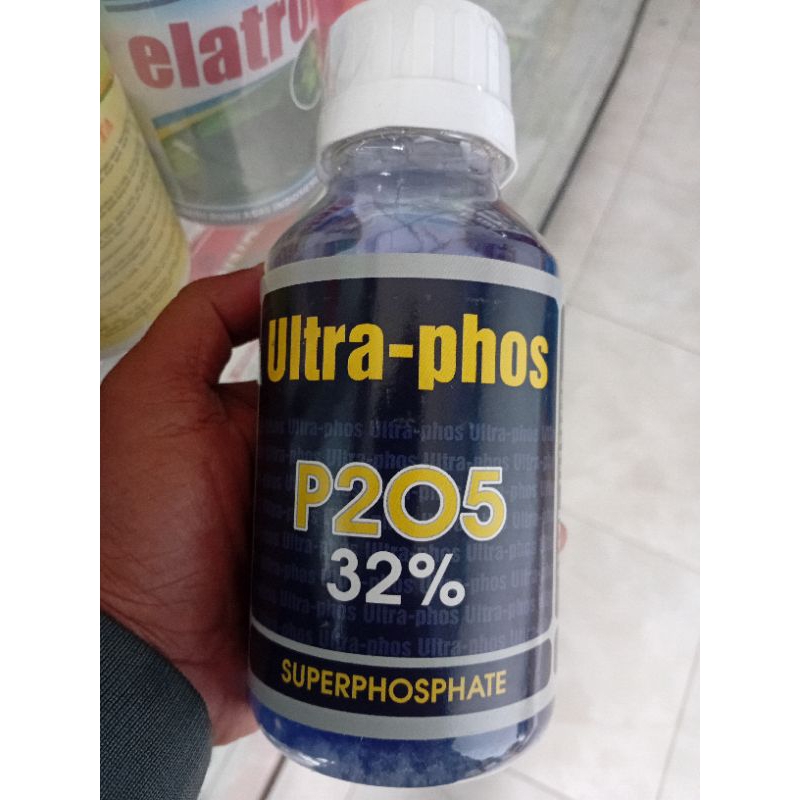 elatro
Ultra-phos
P2O5
32%
SUPERPHOSPHATE